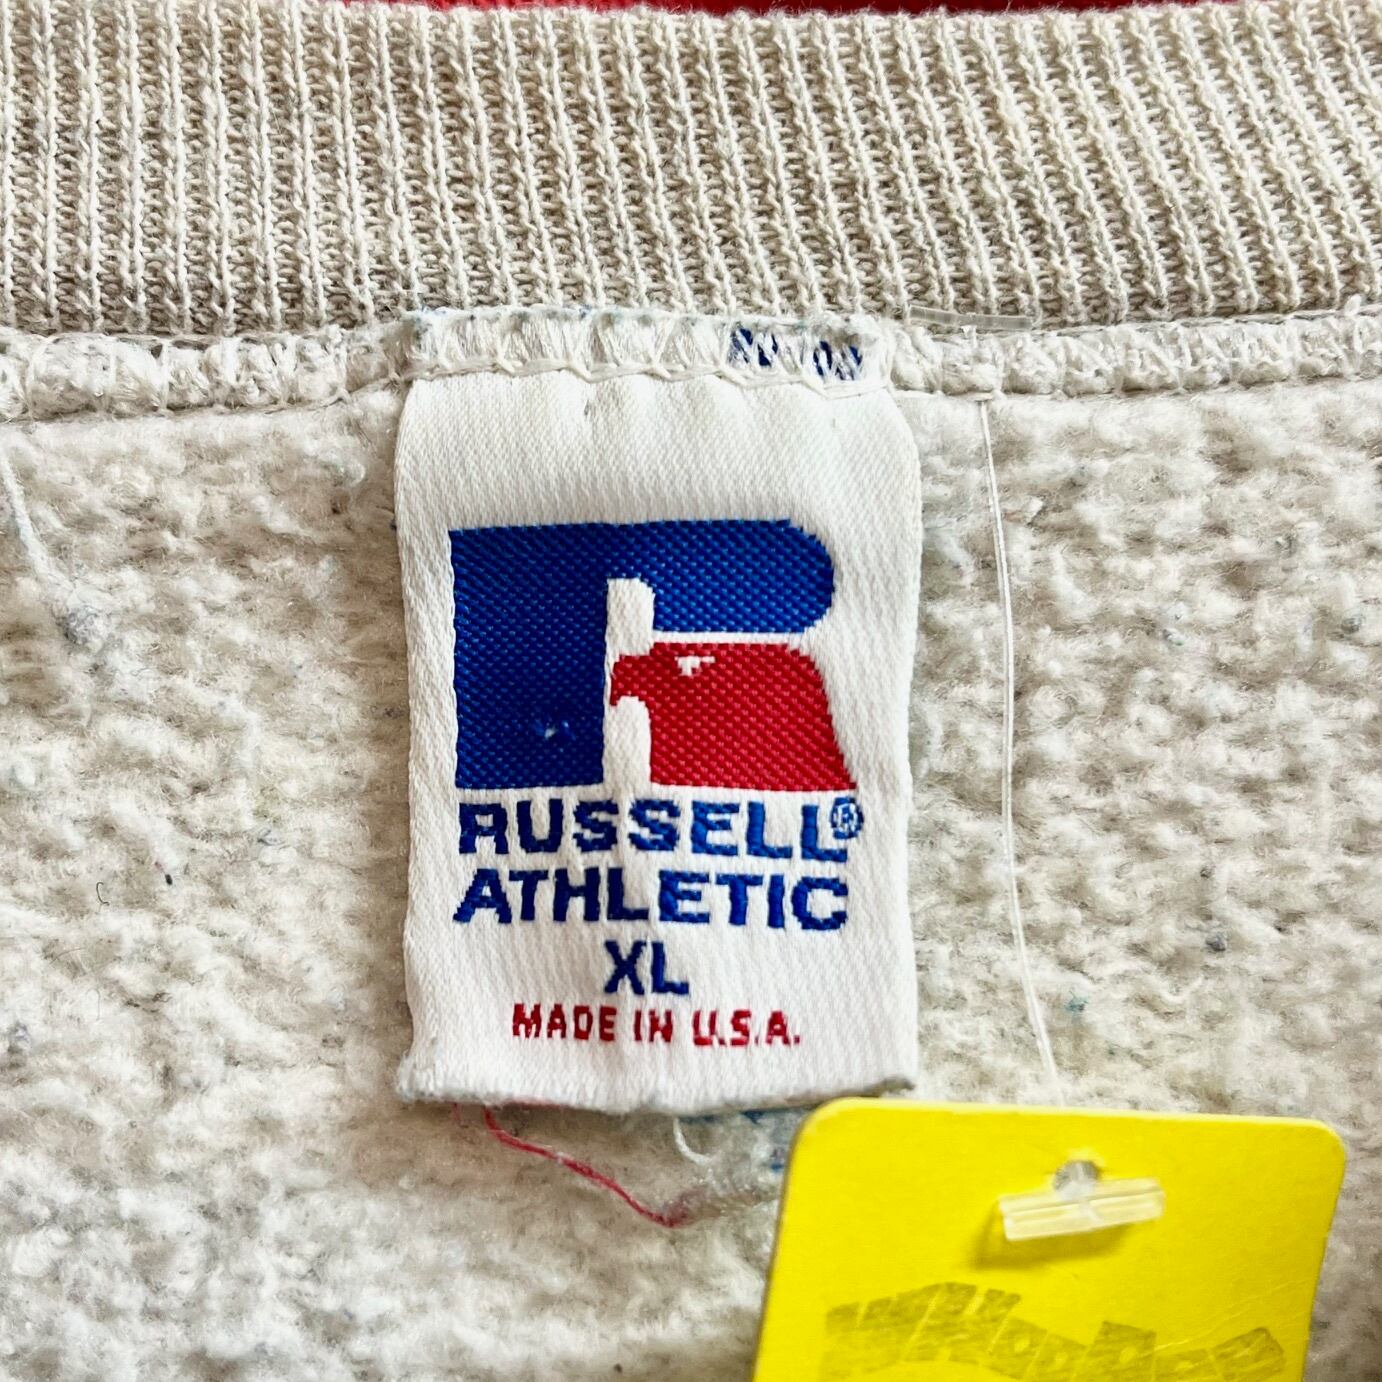 RUSSELL®
ATHLETIC
XL
MADE IN U.S.A.